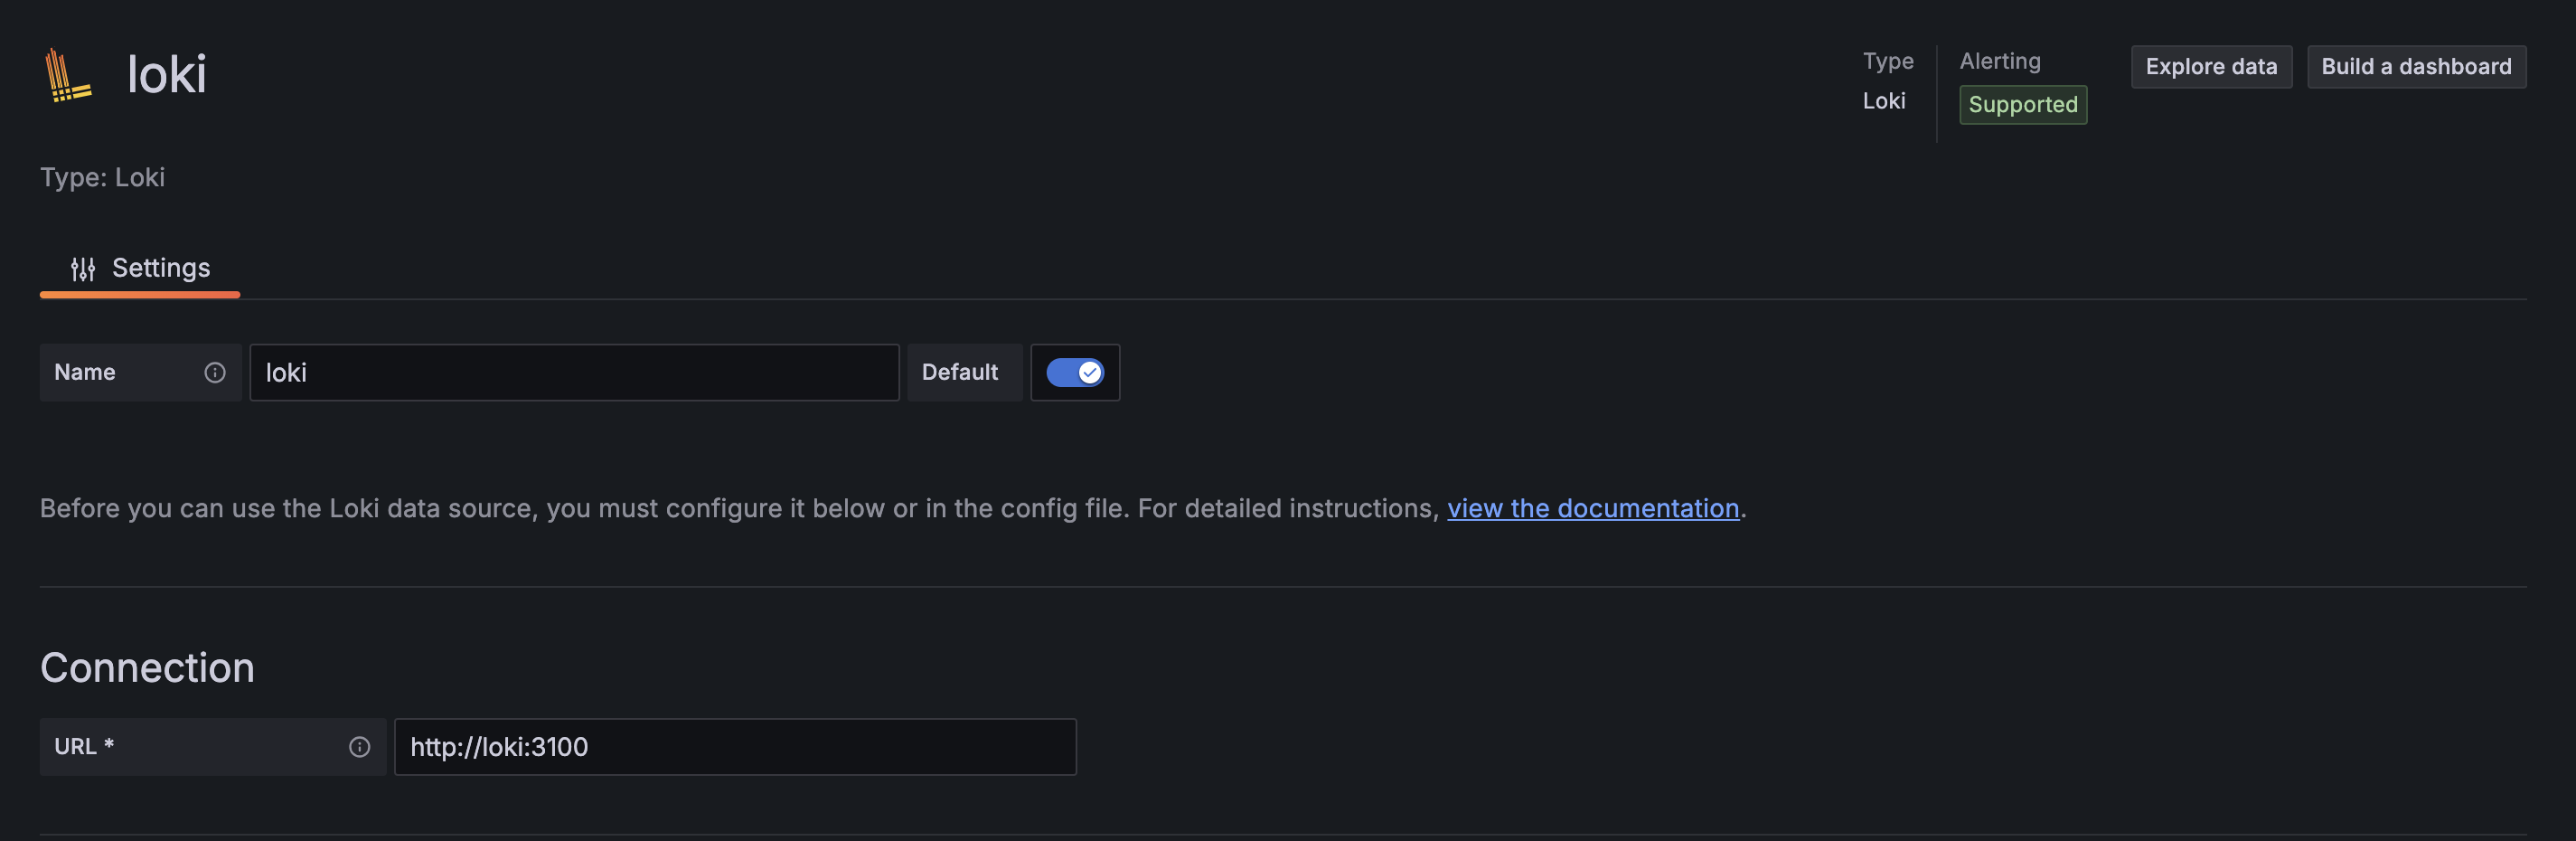 loki
Type
Loki
Alerting
Supported
Explore data
Build a dashboard
Type: Loki
Settings
Name
loki
Default
Before you can use the Loki data source, you must configure it below or in the config file. For detailed instructions, view the documentation.
Connection
URL *
http://loki:3100